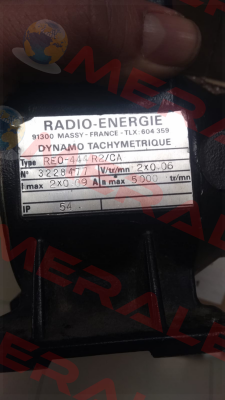 RADIO-ENERGIE
91300 MASSY - FRANCE - TLX : 604 359
DYNAMO TACHYMETRIQUE
Type REO-444 R2/CA
N° 3228477 V/tr/mn 2x0.06
I max 2x0.09 A n max 5000 tr/mn
IP 54